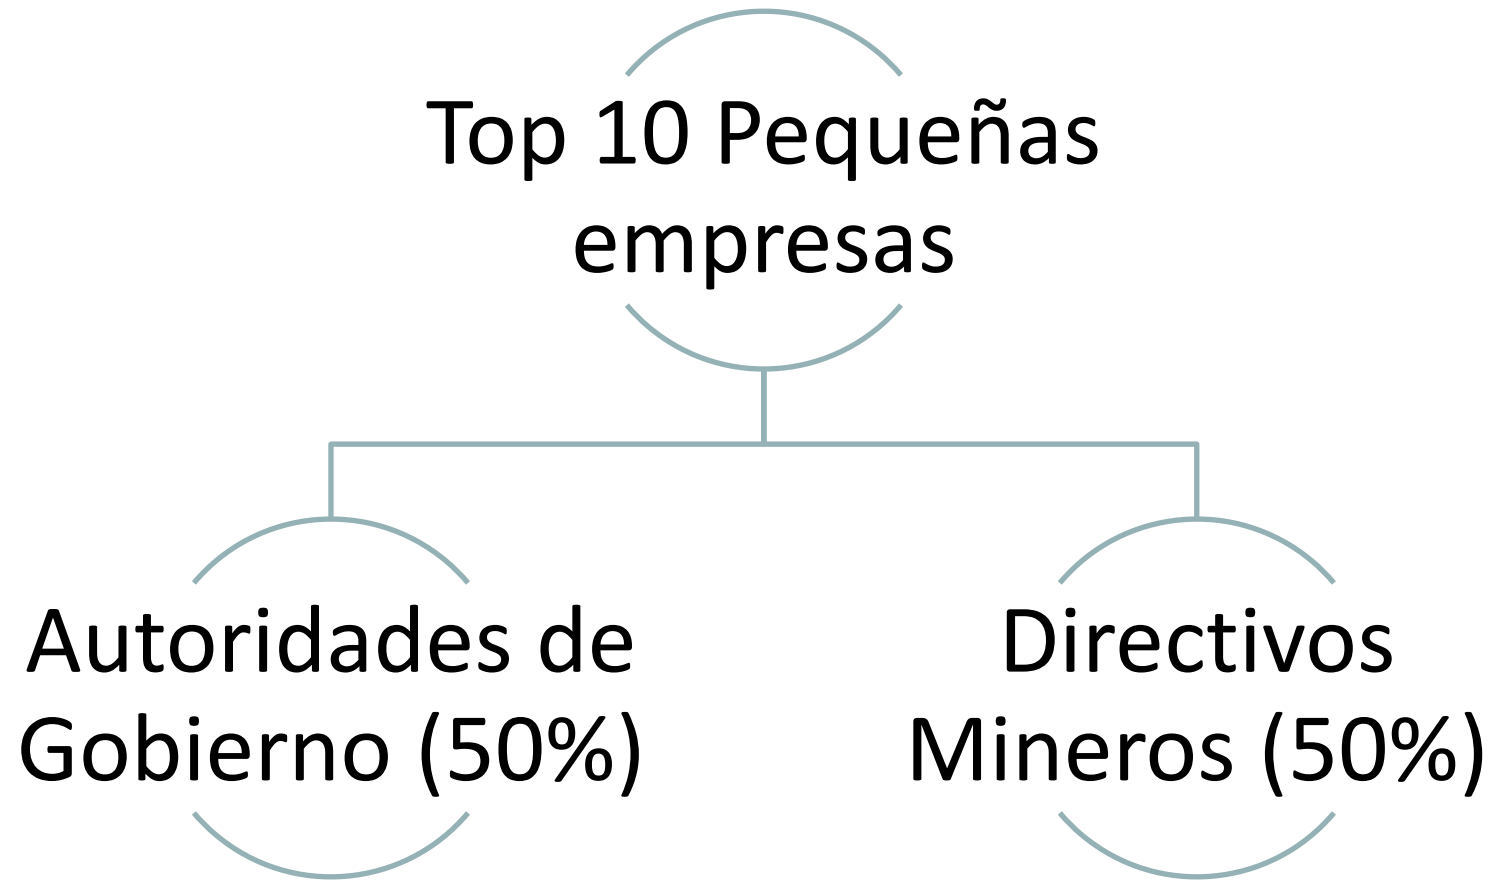 Top 10 Pequeñas
empresas
Autoridades de
Gobierno (50%)
Directivos
Mineros (50%)